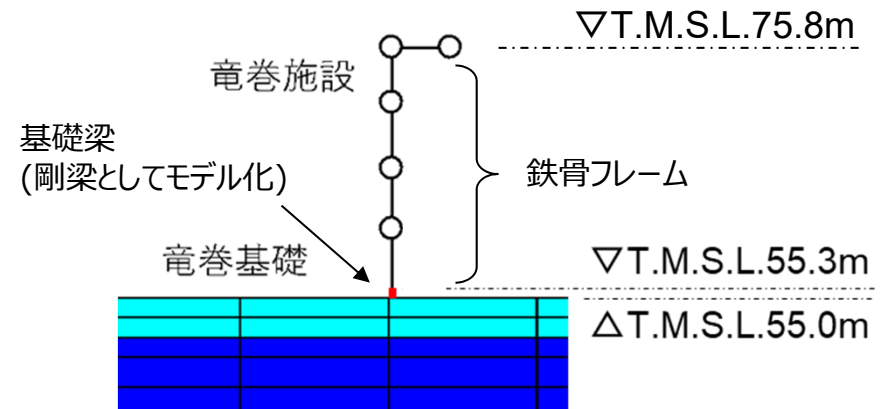 ▽T.M.S.L.75.8m
竜巻施設
基礎梁
(剛梁としてモデル化)
鉄骨フレーム
竜巻基礎
▽T.M.S.L.55.3m
△T.M.S.L.55.0m